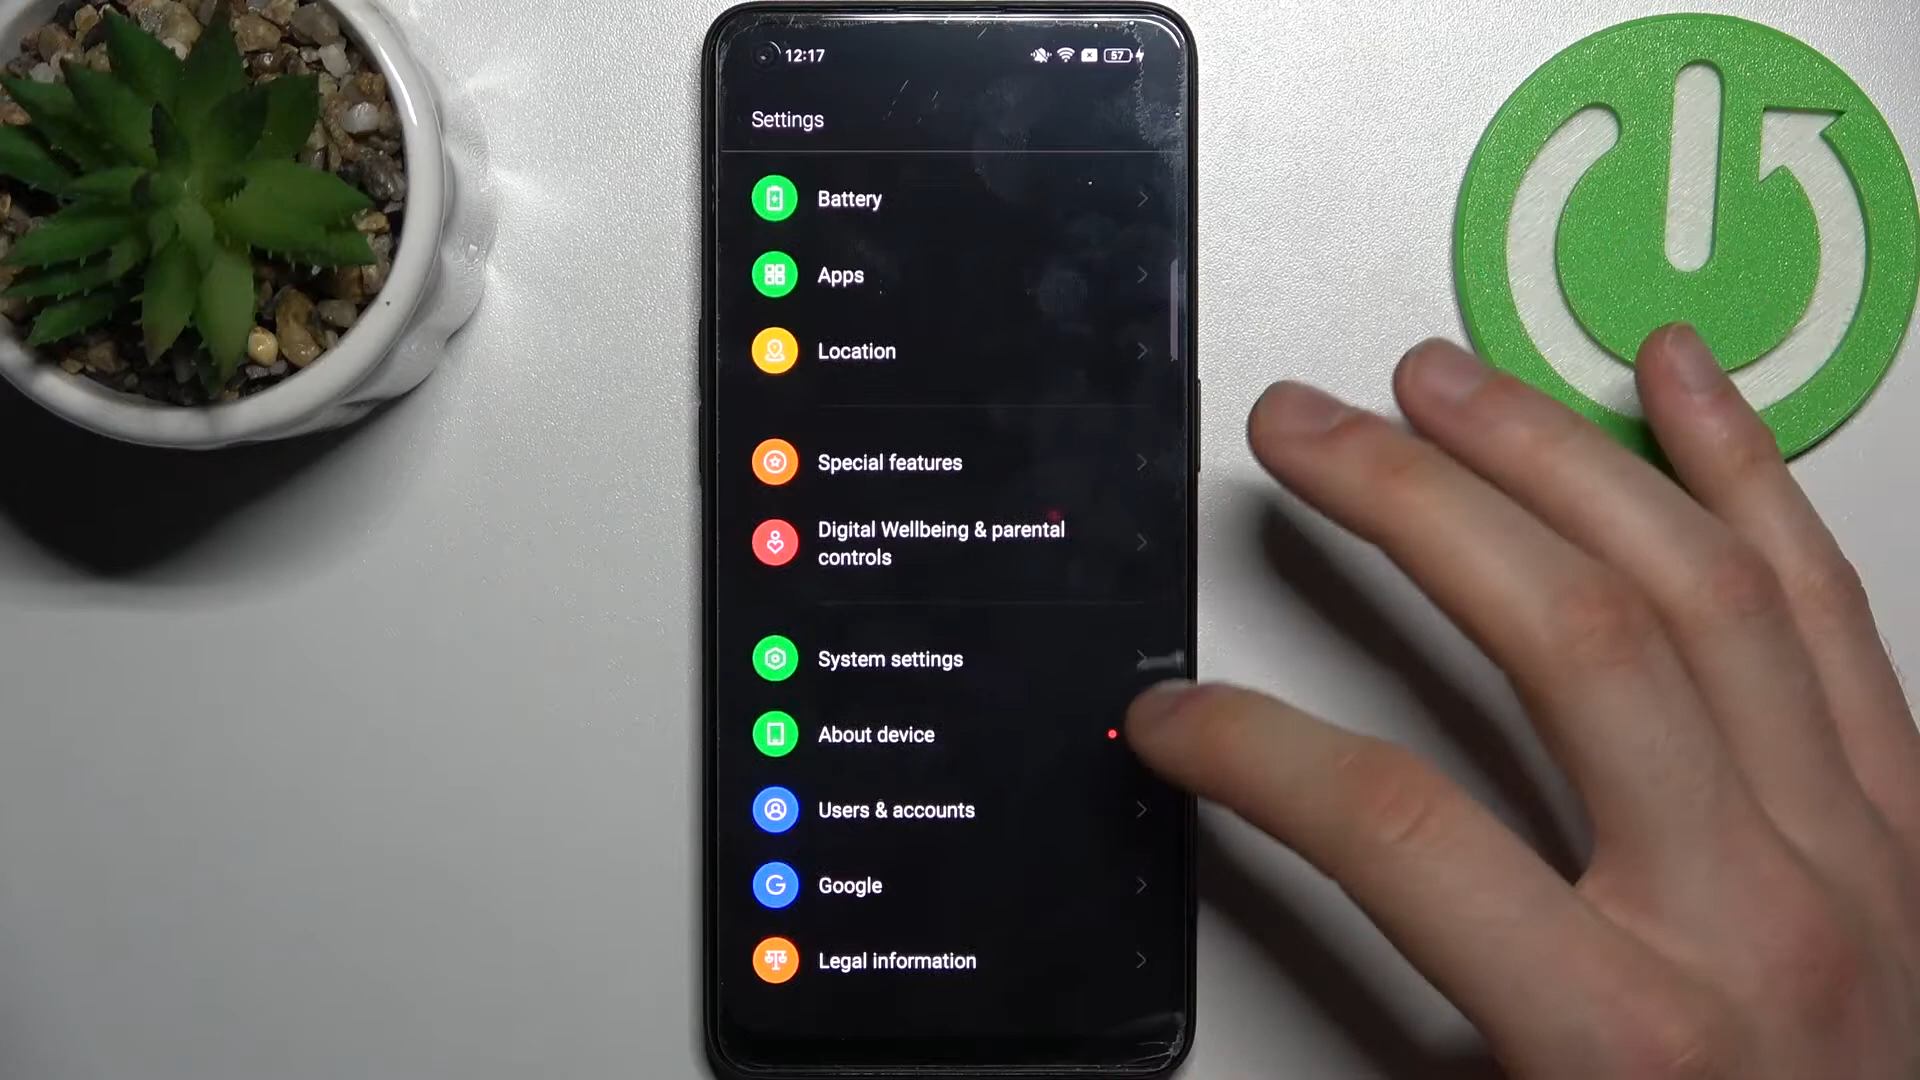 12:17
57
Settings
Battery
Apps
Location
Special features
Digital Wellbeing & parental
controls
System settings
About device
Users & accounts
Google
Legal information